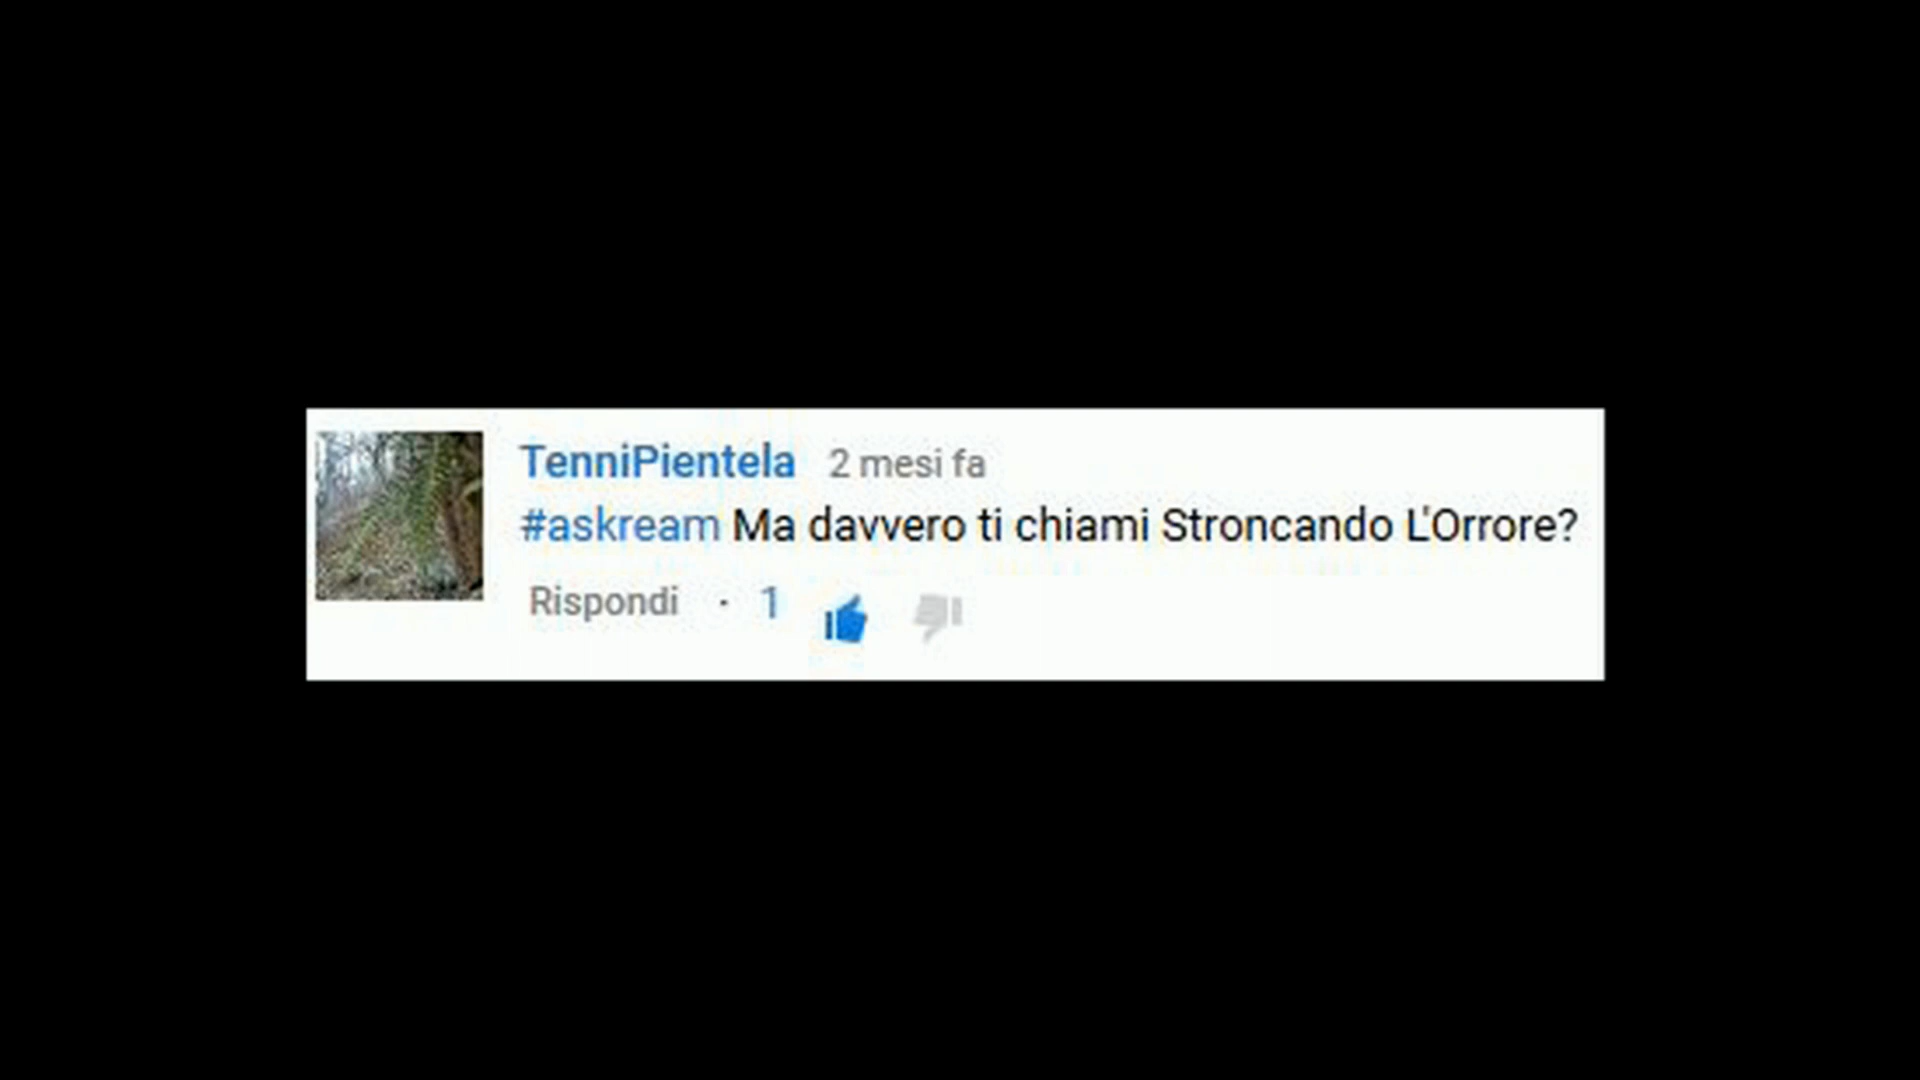 TenniPientela 2 mesi fa
#askream Ma davvero ti chiami Stroncando L'Orrore?
Rispondi · 1